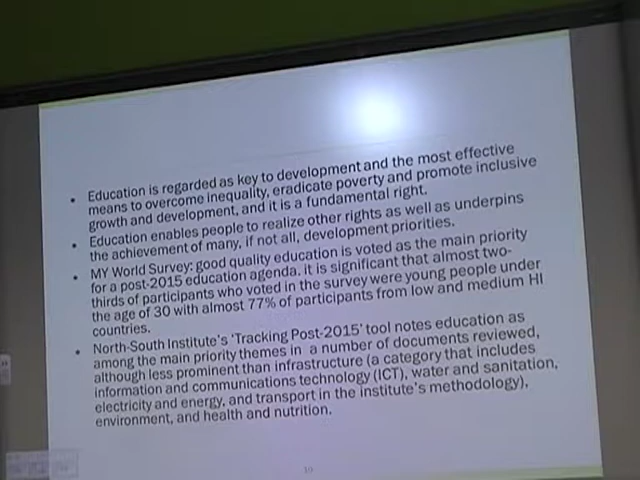 • Education is regarded as key to development and the most effective
means to overcome inequality, eradicate poverty and promote inclusive
growth and development, and it is a fundamental right.
• Education enables people to realize other rights as well as underpins
the achievement of many, if not all, development priorities.
• MY World Survey: good quality education is voted as the main priority
for a post-2015 education agenda. it is significant that almost two-
thirds of participants who voted in the survey were young people under
the age of 30 with almost 77% of participants from low and medium HI
countries.
• North-South Institute's 'Tracking Post-2015' tool notes education as
among the main priority themes in a number of documents reviewed,
although less prominent than infrastructure (a category that includes
information and communications technology (ICT), water and sanitation,
electricity and energy, and transport in the institute's methodology),
environment, and health and nutrition.